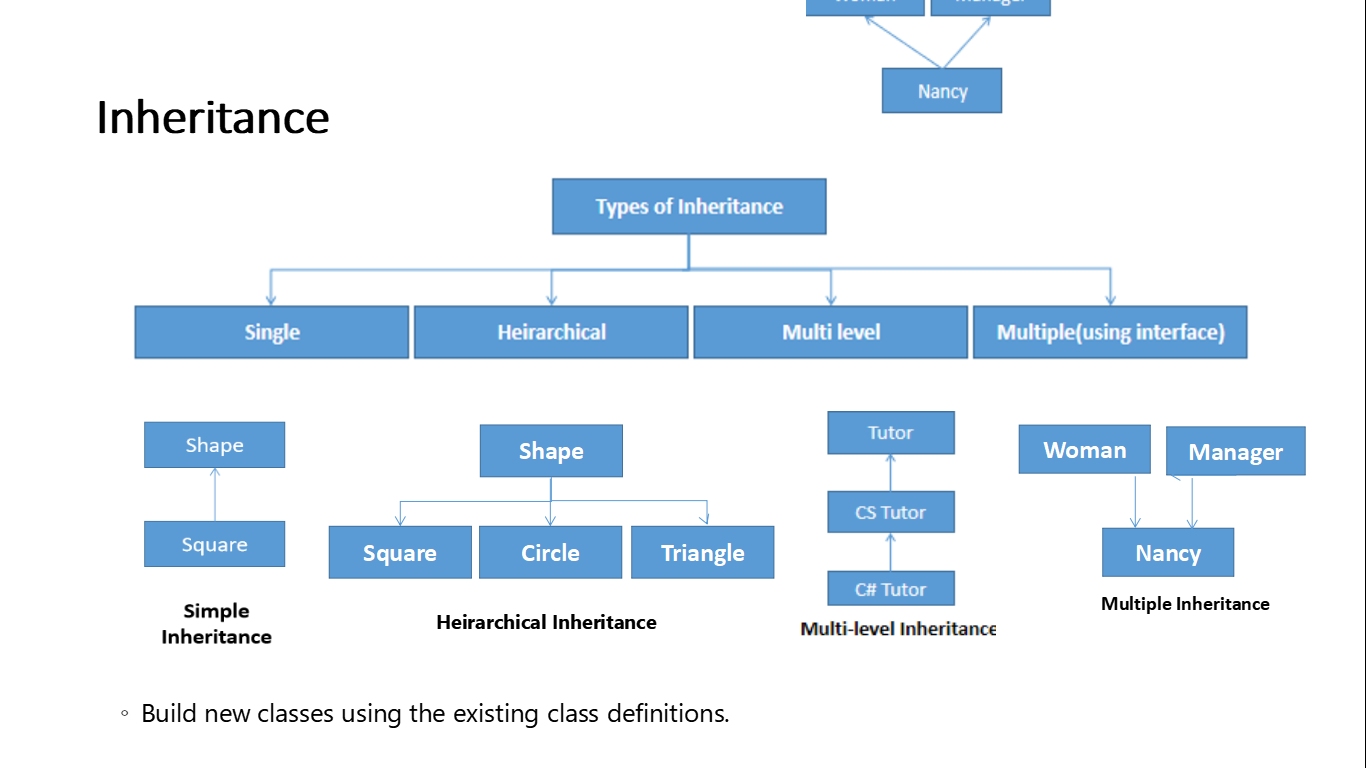 Nancy
Inheritance
Types of Inheritance
Single
Heirarchical
Multi level
Multiple(using interface)
Shape
Square
Simple
Inheritance
Shape
Square
Circle
Triangle
Heirarchical Inheritance
Tutor
CS Tutor
C# Tutor
Multi-level Inheritance
Woman
Manager
Nancy
Multiple Inheritance
◦ Build new classes using the existing class definitions.